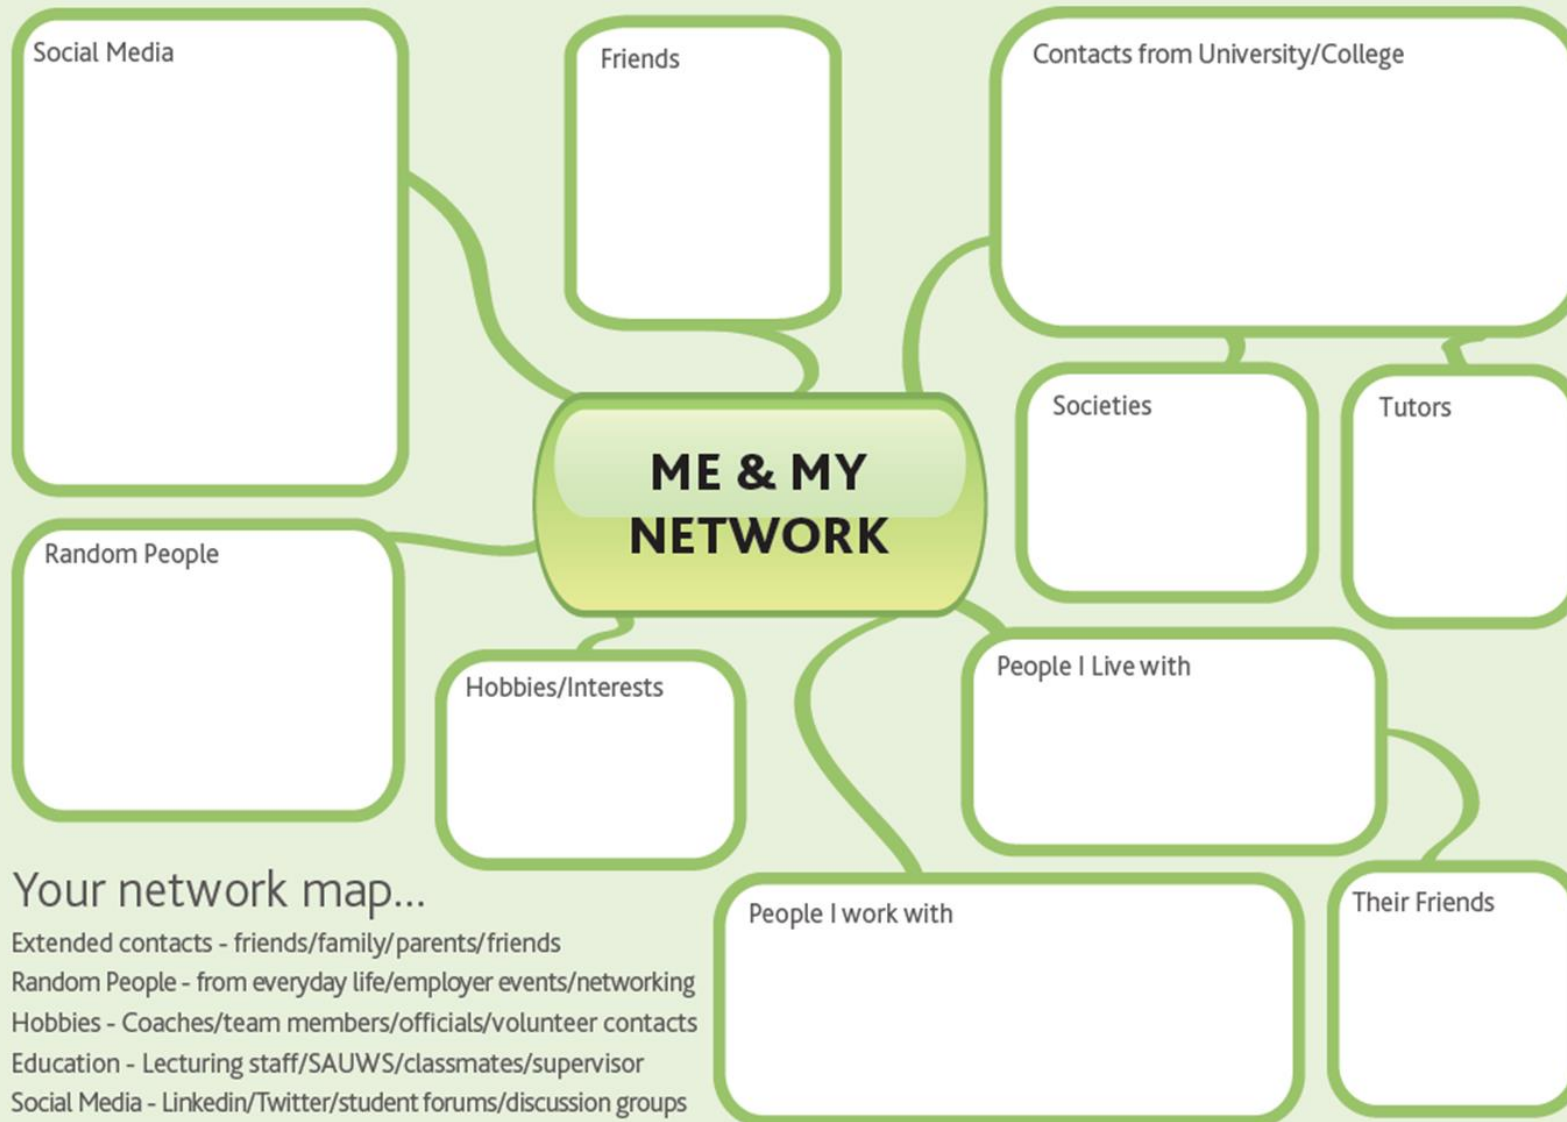 Social Media
Friends
Contacts from University/College
Societies
Tutors
ME & MY
NETWORK
Random People
Hobbies/Interests
People I Live with
People I work with
Their Friends
Your network map...
Extended contacts - friends/family/parents/friends
Random People - from everyday life/employer events/networking
Hobbies - Coaches/team members/officials/volunteer contacts
Education - Lecturing staff/SAUWS/classmates/supervisor
Social Media - Linkedin/Twitter/student forums/discussion groups